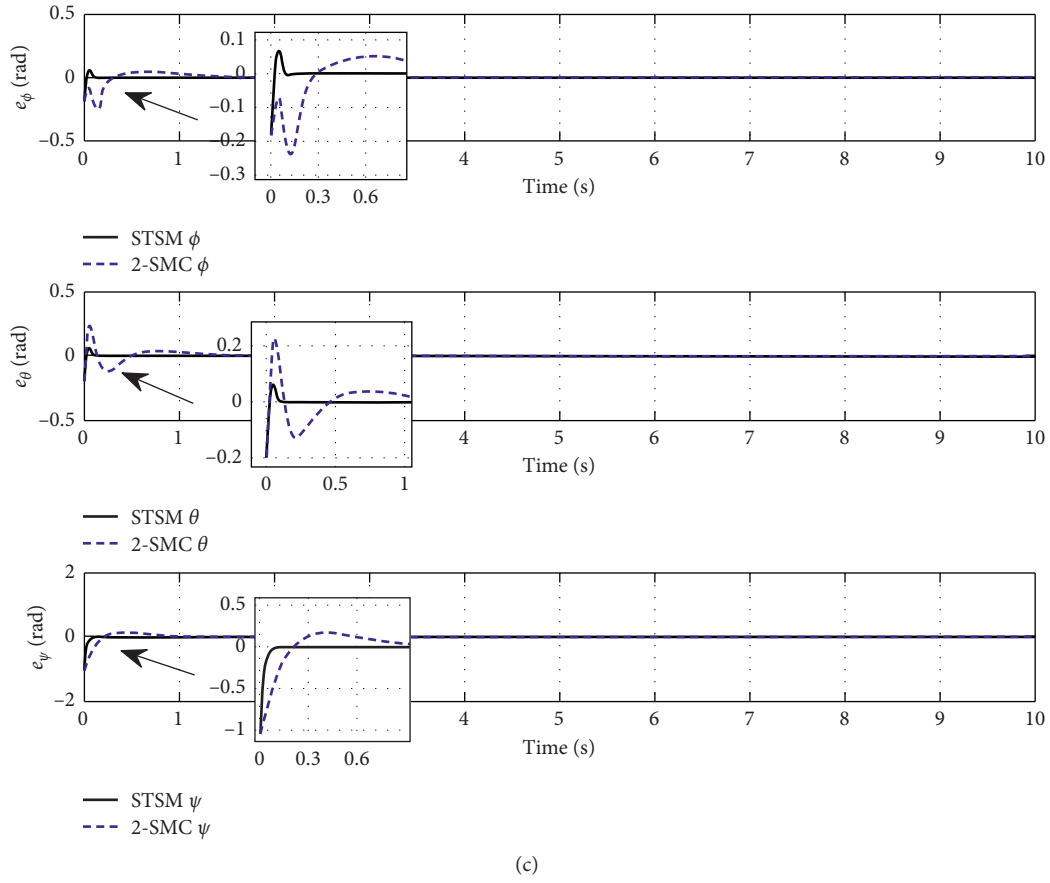 0.5
0
−0.5
e_ϕ (rad)
0.1
0
−0.1
−0.2
−0.3
0 0.3 0.6
0 1 4 5 6 7 8 9 10
Time (s)
STSM ϕ
2-SMC ϕ
0.5
0
−0.5
e_θ (rad)
0.2
0
−0.2
0 0.5 1
0 1 4 5 6 7 8 9 10
Time (s)
STSM θ
2-SMC θ
2
0
−2
e_ψ (rad)
0.5
0
−0.5
−1
0 0.3 0.6
0 1 4 5 6 7 8 9 10
Time (s)
STSM ψ
2-SMC ψ
(c)